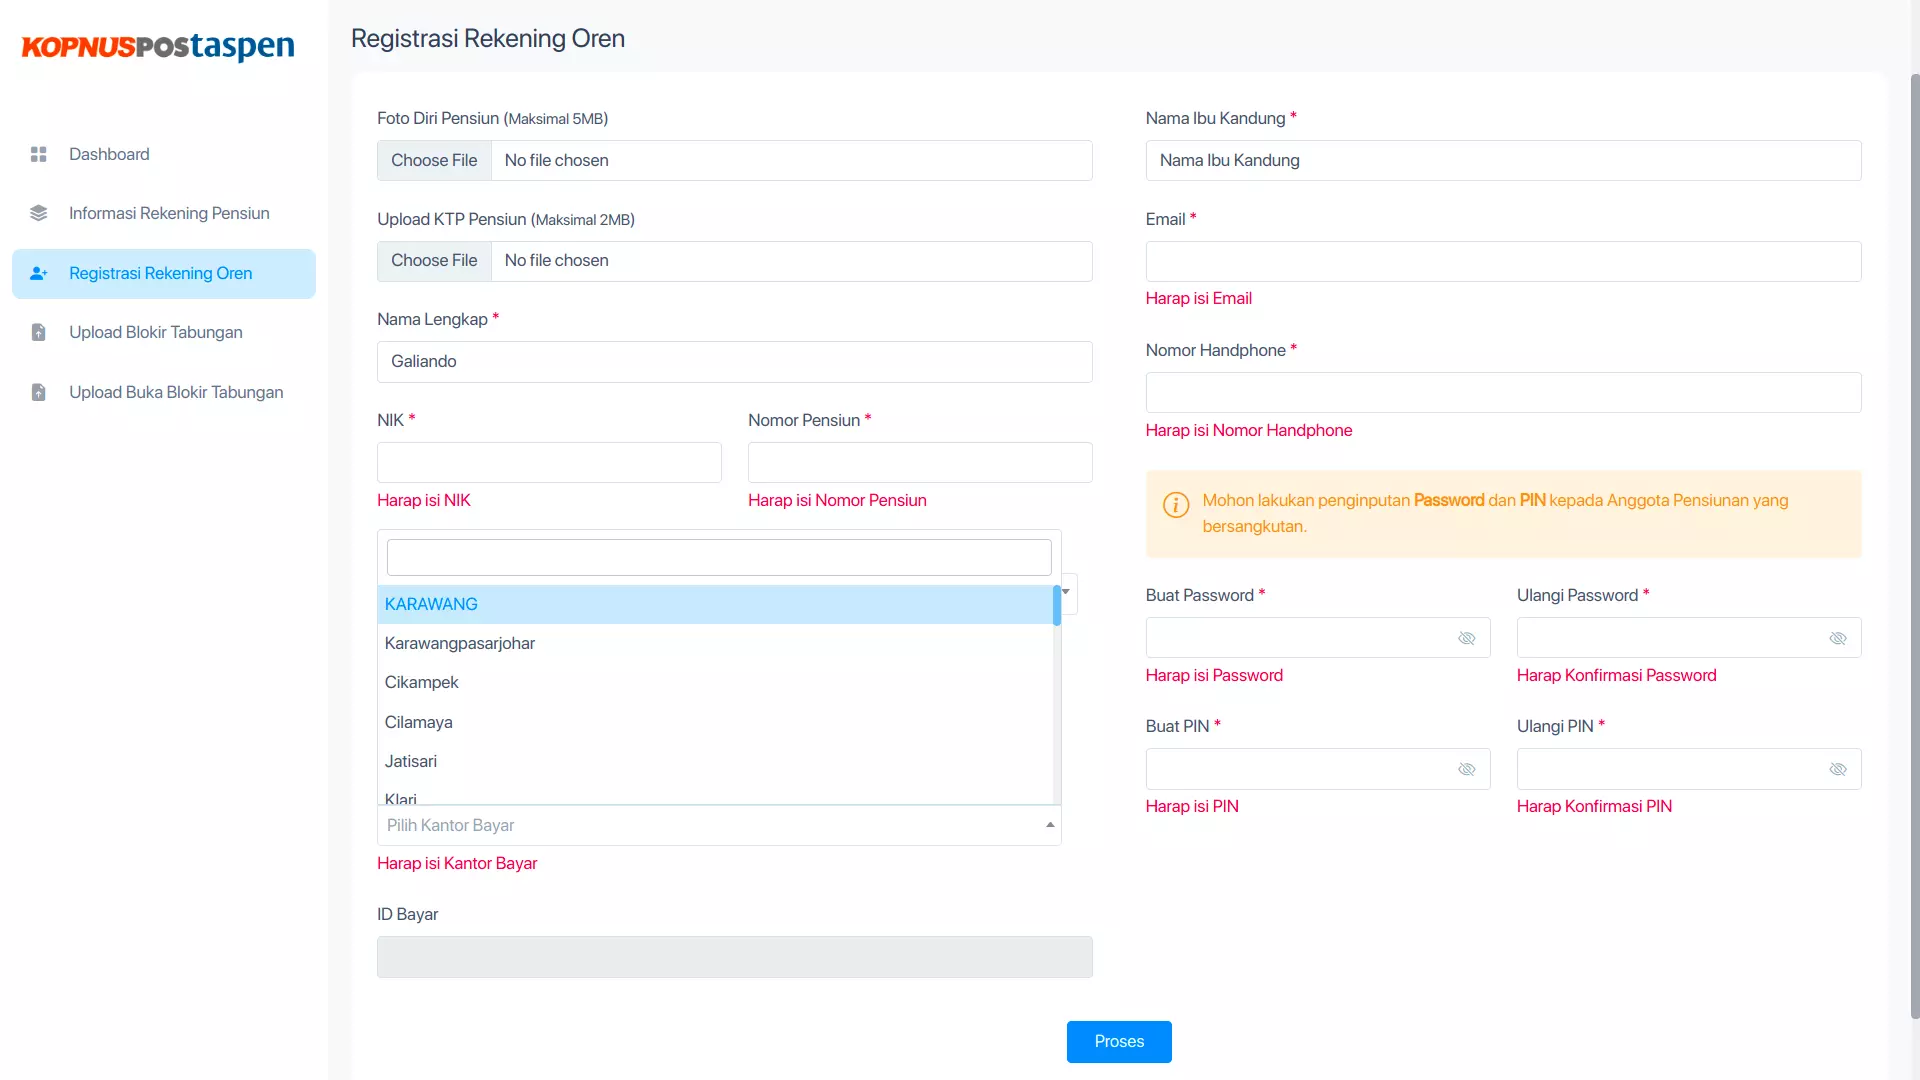 KOPNUSPOStaspen
Dashboard
Informasi Rekening Pensiun
Registrasi Rekening Oren
Upload Blokir Tabungan
Upload Buka Blokir Tabungan
Registrasi Rekening Oren
Foto Diri Pensiun (Maksimal 5MB)
Choose File No file chosen
Upload KTP Pensiun (Maksimal 2MB)
Choose File No file chosen
Nama Lengkap *
Galiando
NIK *
Harap isi NIK
Nomor Pensiun *
Harap isi Nomor Pensiun
KARAWANG
Karawangpasarjohar
Cikampek
Cilamaya
Jatisari
Klari
Pilih Kantor Bayar
Harap isi Kantor Bayar
ID Bayar
Nama Ibu Kandung *
Nama Ibu Kandung
Email *
Harap isi Email
Nomor Handphone *
Harap isi Nomor Handphone
Mohon lakukan penginputan Password dan PIN kepada Anggota Pensiunan yang
bersangkutan.
Buat Password *
Harap isi Password
Ulangi Password *
Harap Konfirmasi Password
Buat PIN *
Harap isi PIN
Ulangi PIN *
Harap Konfirmasi PIN
Proses